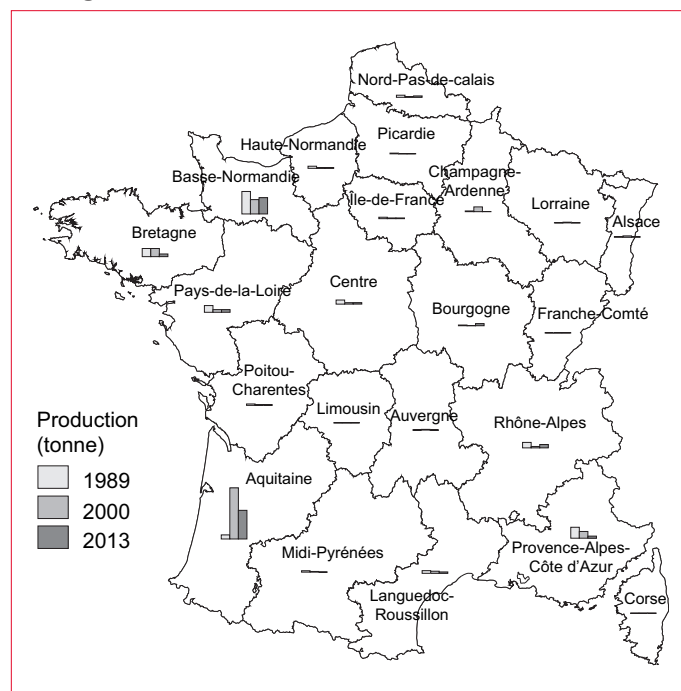 Nord-Pas-de-calais
Picardie
Haute-Normandie
Basse-Normandie
Champagne-
Ardenne
Île-de-France
Lorraine
Alsace
Bretagne
Pays-de-la-Loire
Centre
Bourgogne
Franche-Comté
Poitou-
Charentes
Limousin
Auvergne
Rhône-Alpes
Production
(tonne)
1989
2000
2013
Aquitaine
Midi-Pyrénées
Languedoc-
Roussillon
Provence-Alpes-
Côte d'Azur
Corse